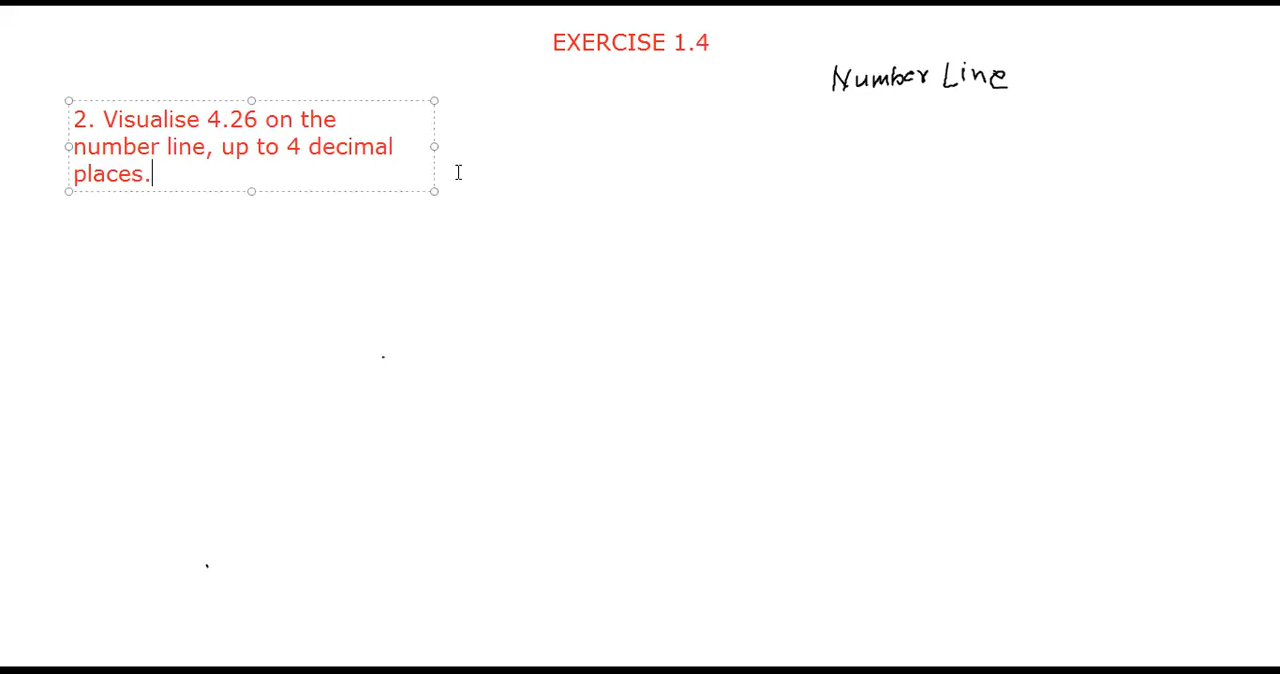 EXERCISE 1.4
Number Line
2. Visualise 4.26 on the
number line, up to 4 decimal
places.